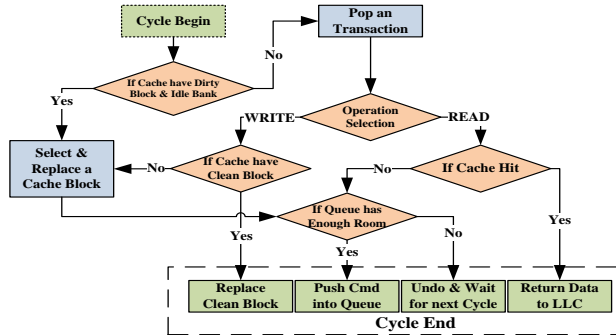 Cycle Begin
Pop an
Transaction
No
If Cache have Dirty
Block & Idle Bank
Yes
Operation
Selection
WRITE
READ
Select &
Replace a
Cache Block
No
If Cache have
Clean Block
No
If Cache Hit
If Queue has
Enough Room
Yes
Yes
No
Yes
Replace
Clean Block
Push Cmd
into Queue
Undo & Wait
for next Cycle
Return Data
to LLC
Cycle End